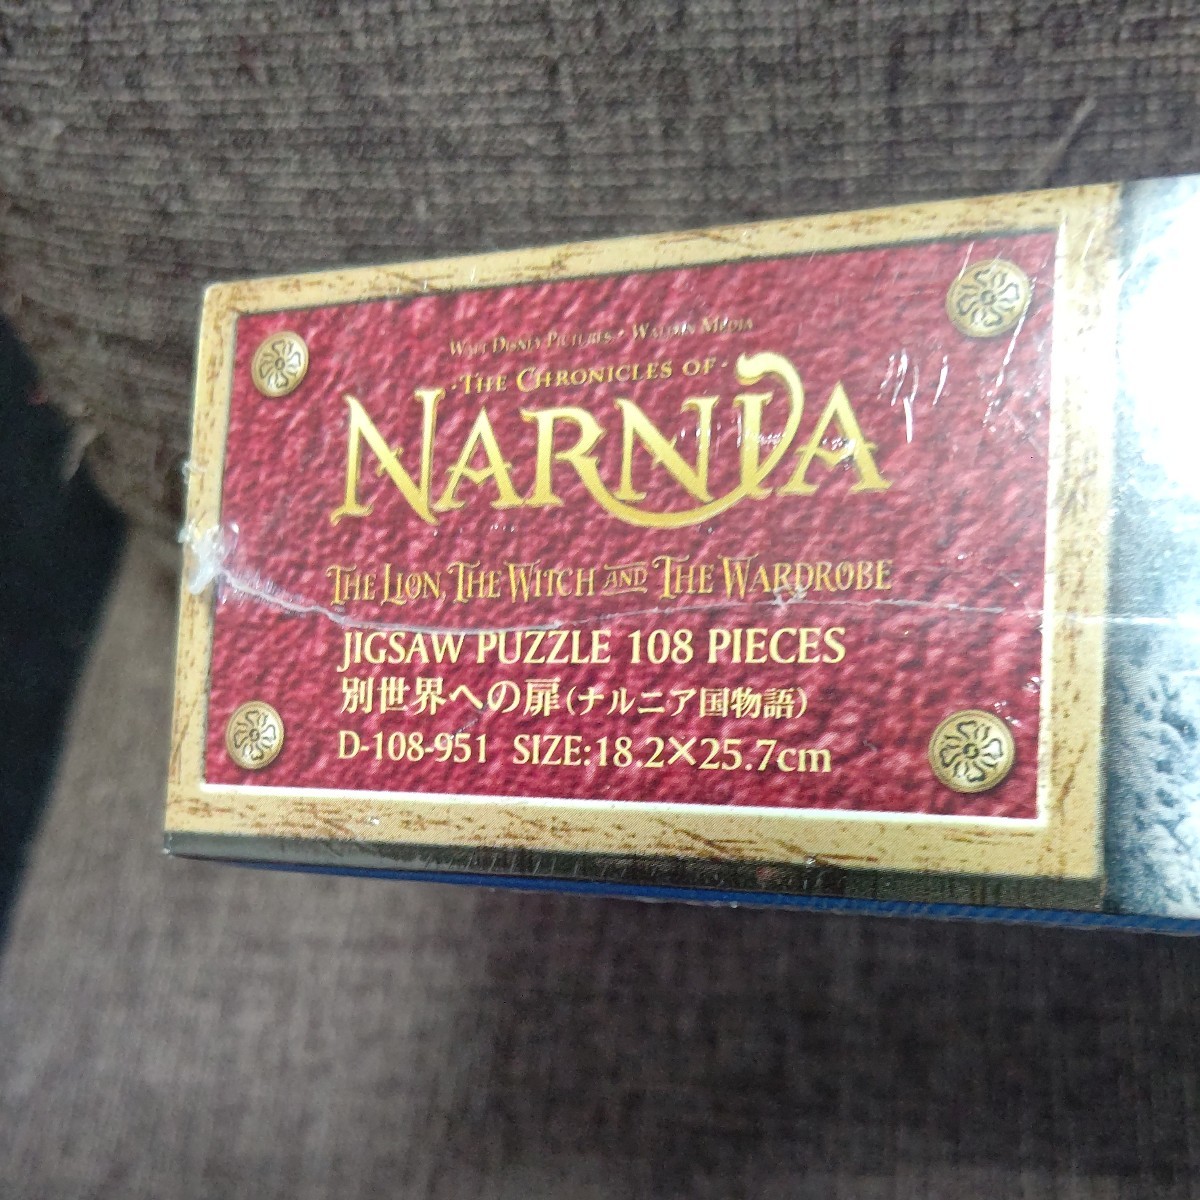 WALT DISNEY PICTURES • WALDEN MEDIA
·THE CHRONICLES OF·
NARNIA
THE LION, THE WITCH AND THE WARDROBE
JIGSAW PUZZLE 108 PIECES
別世界への扉(ナルニア国物語)
D-108-951 SIZE:18.2×25.7cm